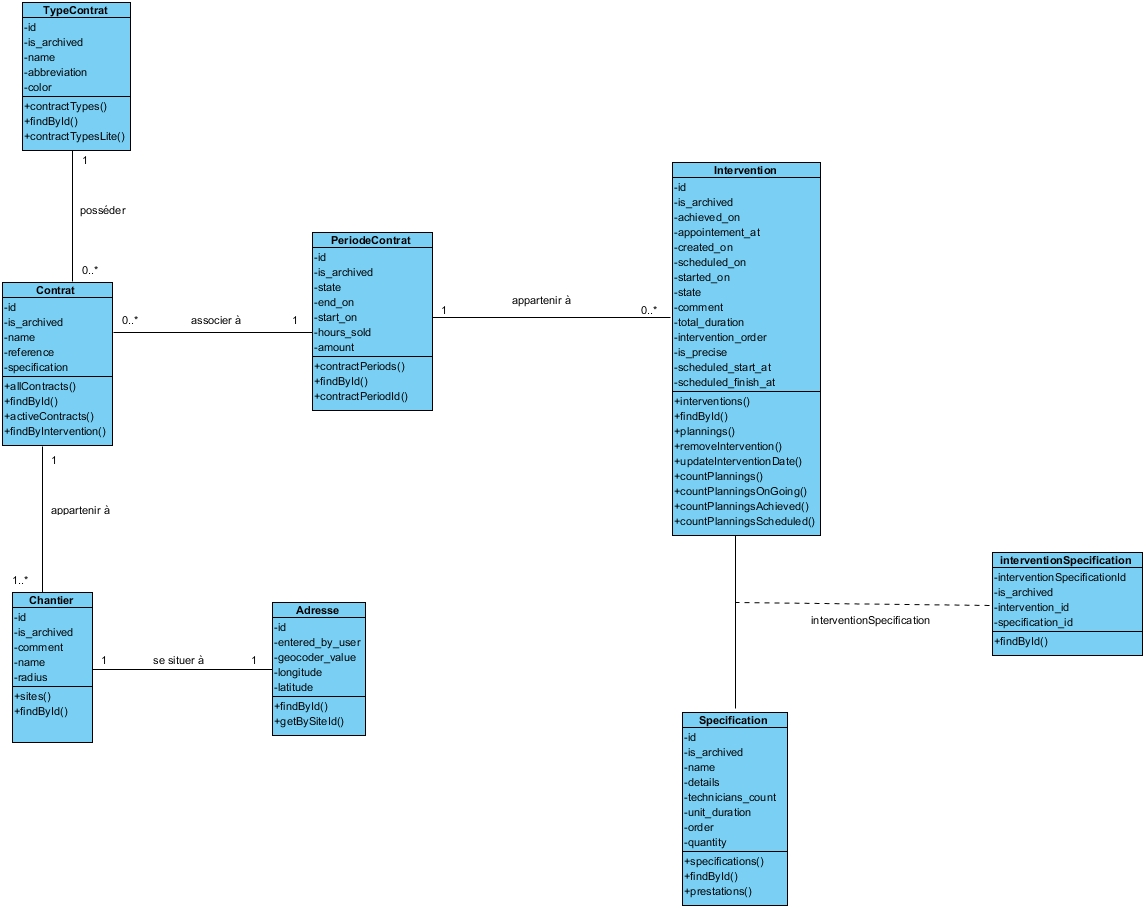 TypeContrat
-id
-is_archived
-name
-abbreviation
-color
+contractTypes()
+findById()
+contractTypesLite()
1
posséder
0..*
Contrat
-id
-is_archived
-name
-reference
-specification
+allContracts()
+findById()
+activeContracts()
+findByIntervention()
0..*
associer à
1
PeriodeContrat
-id
-is_archived
-state
-end_on
-start_on
-hours_sold
-amount
+contractPeriods()
+findById()
+contractPeriodId()
1
appartenir à
0..*
Intervention
-id
-is_archived
-achieved_on
-appointement_at
-created_on
-scheduled_on
-started_on
-state
-comment
-total_duration
-intervention_order
-is_precise
-scheduled_start_at
-scheduled_finish_at
+interventions()
+findById()
+plannings()
+removeIntervention()
+updateInterventionDate()
+countPlannings()
+countPlanningsOnGoing()
+countPlanningsAchieved()
+countPlanningsScheduled()
1
appartenir à
1..*
Chantier
-id
-is_archived
-comment
-name
-radius
+sites()
+findById()
1
se situer à
1
Adresse
-id
-entered_by_user
-geocoder_value
-longitude
-latitude
+findById()
+getBySiteId()
interventionSpecification
interventionSpecification
-interventionSpecificationId
-is_archived
-intervention_id
-specification_id
+findById()
Specification
-id
-is_archived
-name
-details
-technicians_count
-unit_duration
-order
-quantity
+specifications()
+findById()
+prestations()